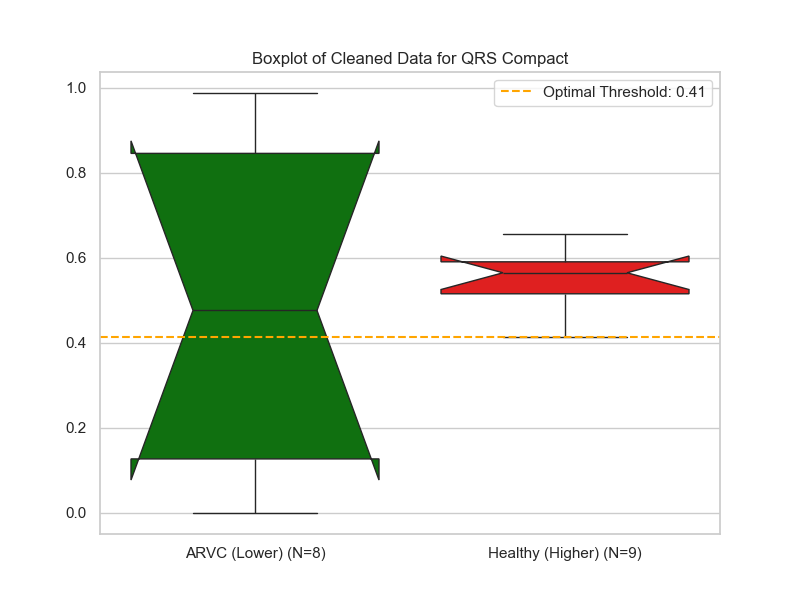 Boxplot of Cleaned Data for QRS Compact
Optimal Threshold: 0.41
1.0
0.8
0.6
0.4
0.2
0.0
ARVC (Lower) (N=8)
Healthy (Higher) (N=9)